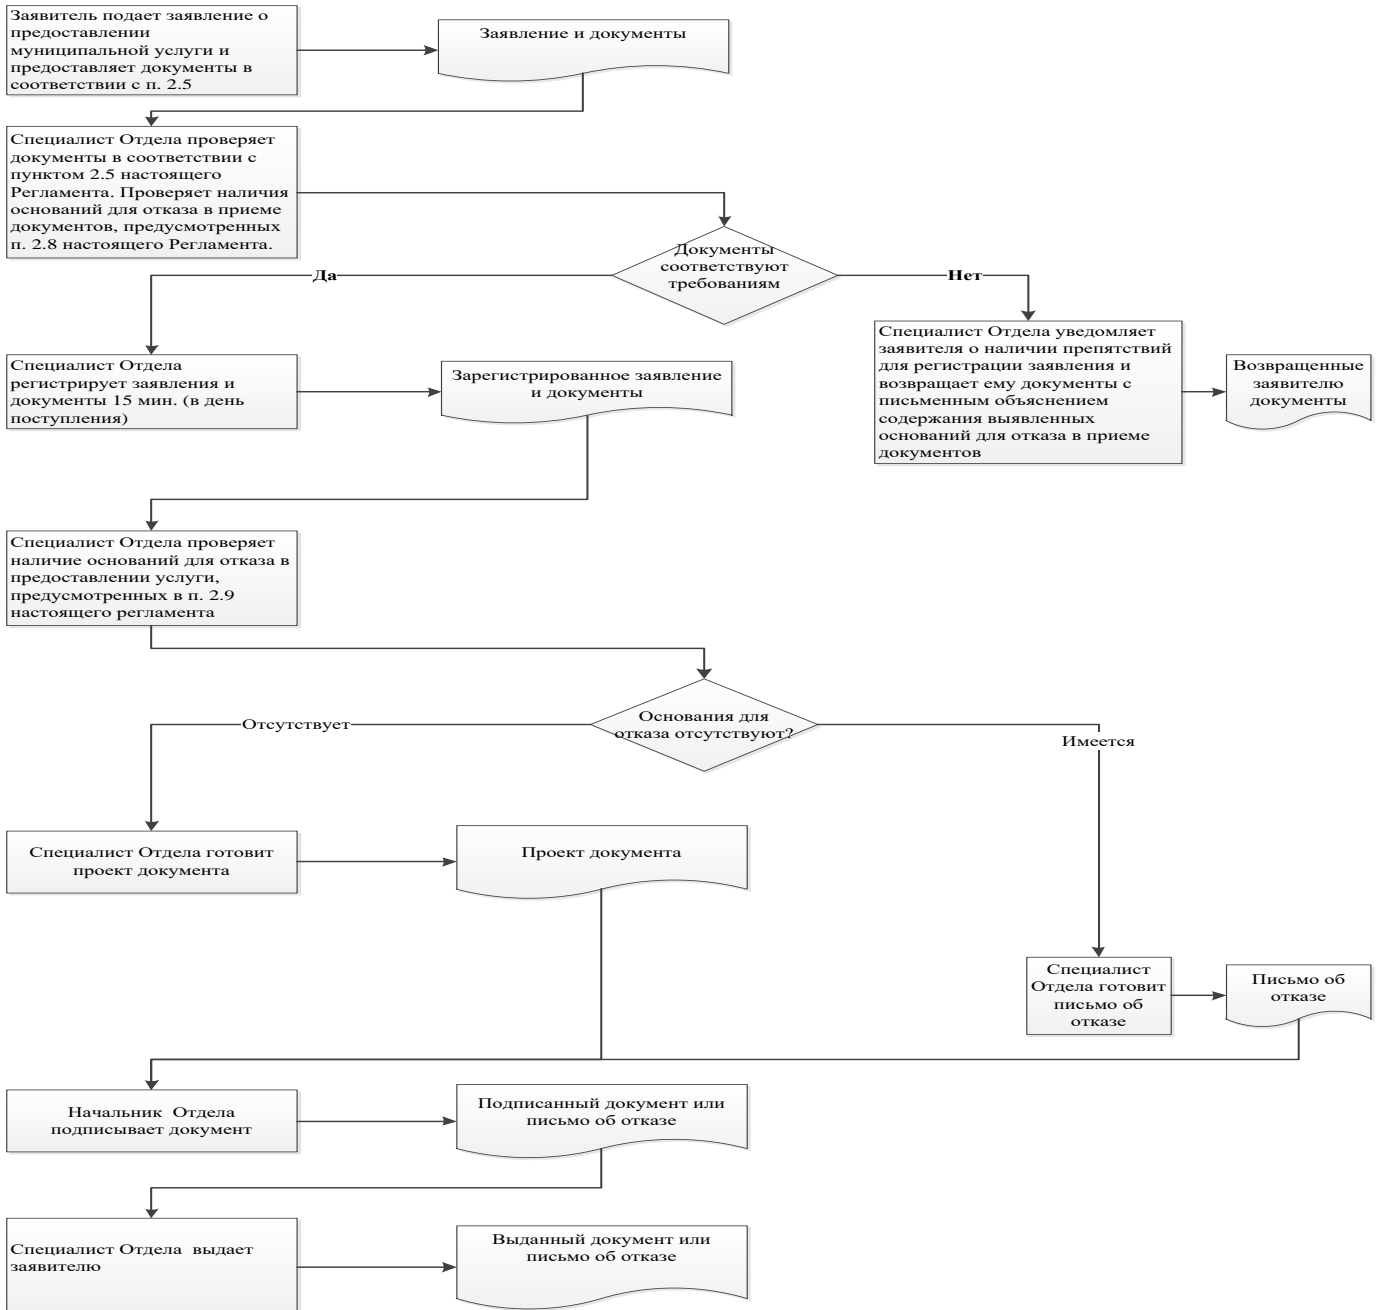 Заявитель подает заявление о
предоставлении
муниципальной услуги и
предоставляет документы в
соответствии с п. 2.5
Заявление и документы
Специалист Отдела проверяет
документы в соответствии с
пунктом 2.5 настоящего
Регламента. Проверяет наличия
оснований для отказа в приеме
документов, предусмотренных
п. 2.8 настоящего Регламента.
Документы
соответствуют
требованиям
Да
Нет
Специалист Отдела
регистрирует заявления и
документы 15 мин. (в день
поступления)
Зарегистрированное заявление
и документы
Специалист Отдела уведомляет
заявителя о наличии препятствий
для регистрации заявления и
возвращает ему документы с
письменным объяснением
содержания выявленных
оснований для отказа в приеме
документов
Возвращенные
заявителю
документы
Специалист Отдела проверяет
наличие оснований для отказа в
предоставлении услуги,
предусмотренных в п. 2.9
настоящего регламента
Основания для
отказа отсутствуют?
Отсутствует
Имеется
Специалист Отдела готовит
проект документа
Проект документа
Специалист
Отдела готовит
письмо об
отказе
Письмо об
отказе
Начальник Отдела
подписывает документ
Подписанный документ или
письмо об отказе
Специалист Отдела выдает
заявителю
Выданный документ или
письмо об отказе